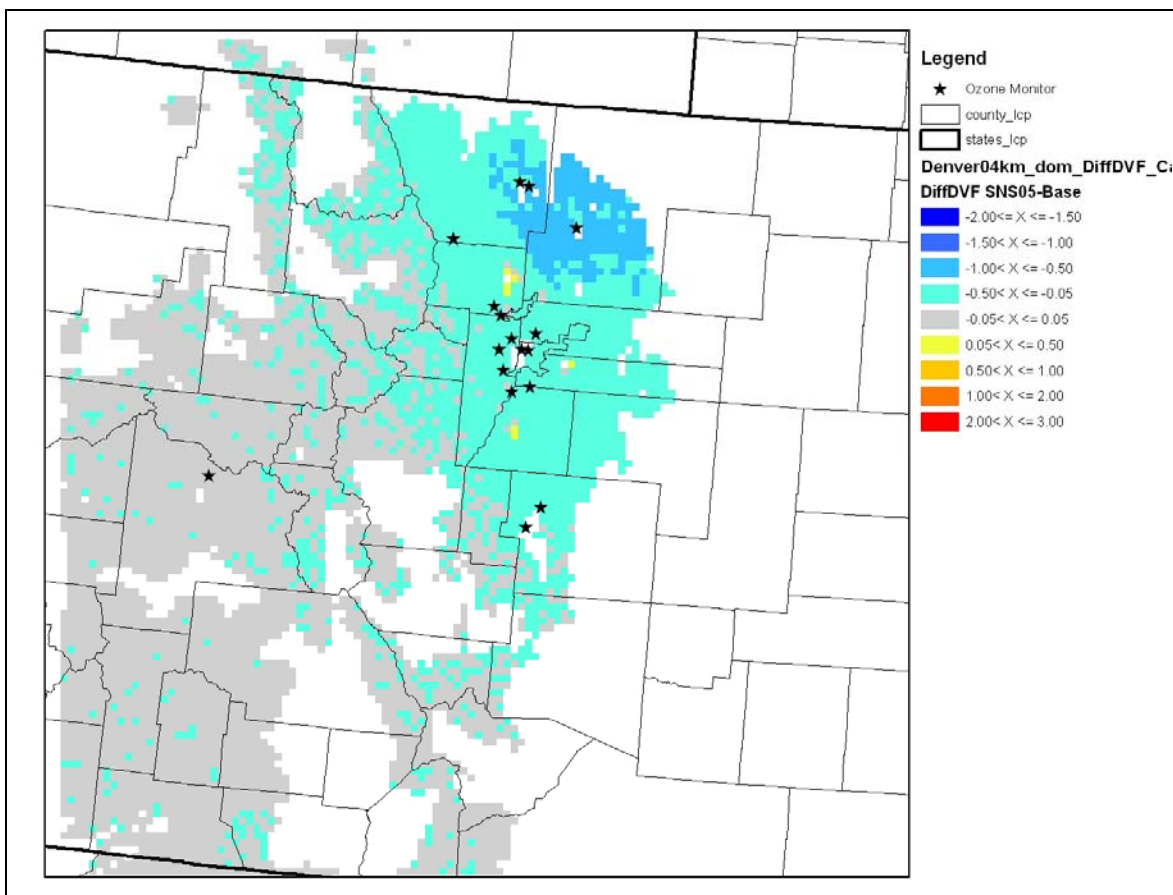 Legend
Ozone Monitor
county_lcp
states_lcp
Denver04km_dom_DiffDVF_Ca
DiffDVF SNS05-Base
-2.00<= X <= -1.50
-1.50< X <= -1.00
-1.00< X <= -0.50
-0.50< X <= -0.05
-0.05< X <= 0.05
0.05< X <= 0.50
0.50< X <= 1.00
1.00< X <= 2.00
2.00< X <= 3.00